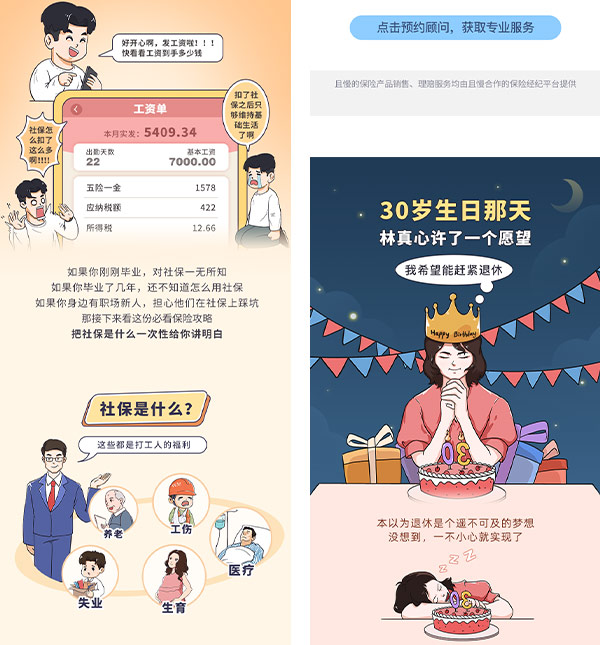 好开心啊，发工资啦！！！
快看看工资到手多少钱
工资单
本月实发：5409.34
出勤天数
基本工资
22
7000.00
五险一金
1578
应纳税额
422
所得税
12.66
扣了社
保之后只
够维持基
础生活
了啊
社保怎
么扣了
这么多
啊!!!!
如果你刚刚毕业，对社保一无所知
如果你毕业了几年，还不知道怎么用社保
如果你身边有职场新人，担心他们在社保上踩坑
那接下来看这份必看保险攻略
把社保是什么一次性给你讲明白
社保是什么？
这些都是打工人的福利
养老
工伤
医疗
失业
生育
点击预约顾问，获取专业服务
且慢的保险产品销售、理赔服务均由且慢合作的保险经纪平台提供
30岁生日那天
林真心许了一个愿望
我希望能赶紧退休
Happy Birthday
30
本以为退休是个遥不可及的梦想
没想到，一不小心就实现了
z z z
30